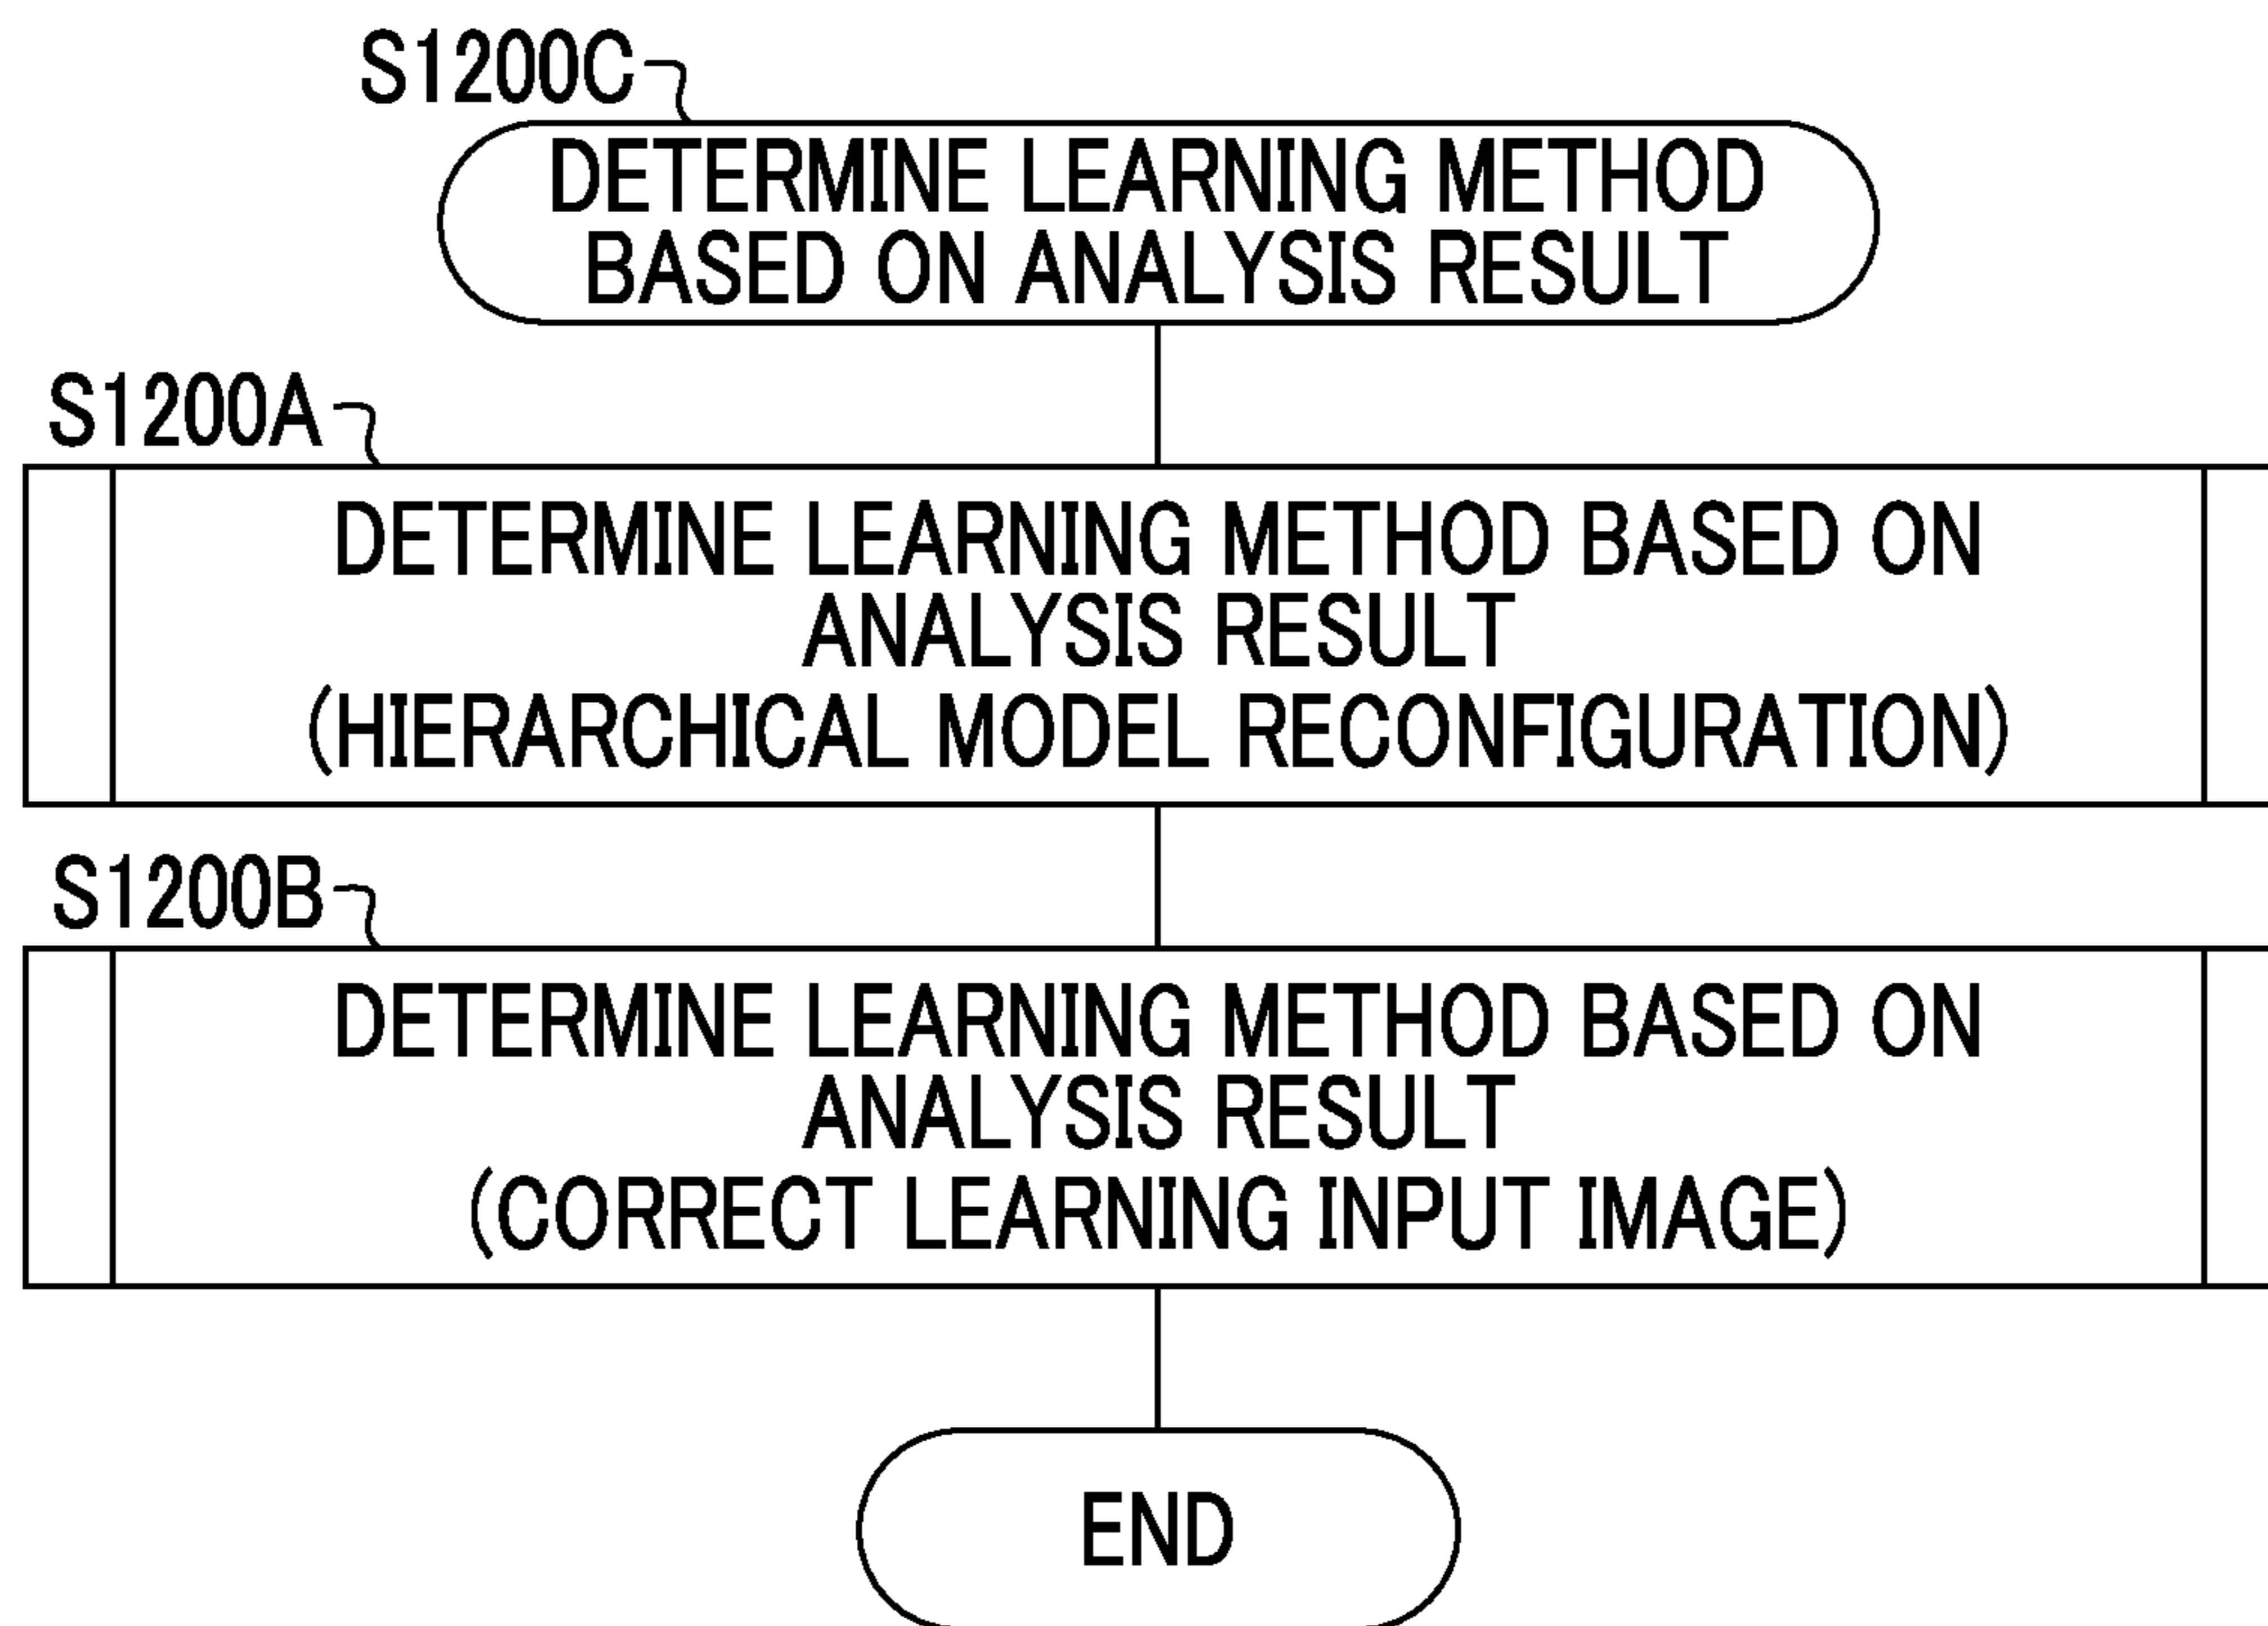 S1200C
DETERMINE LEARNING METHOD
BASED ON ANALYSIS RESULT
S1200A
DETERMINE LEARNING METHOD BASED ON
ANALYSIS RESULT
(HIERARCHICAL MODEL RECONFIGURATION)
S1200B
DETERMINE LEARNING METHOD BASED ON
ANALYSIS RESULT
(CORRECT LEARNING INPUT IMAGE)
END